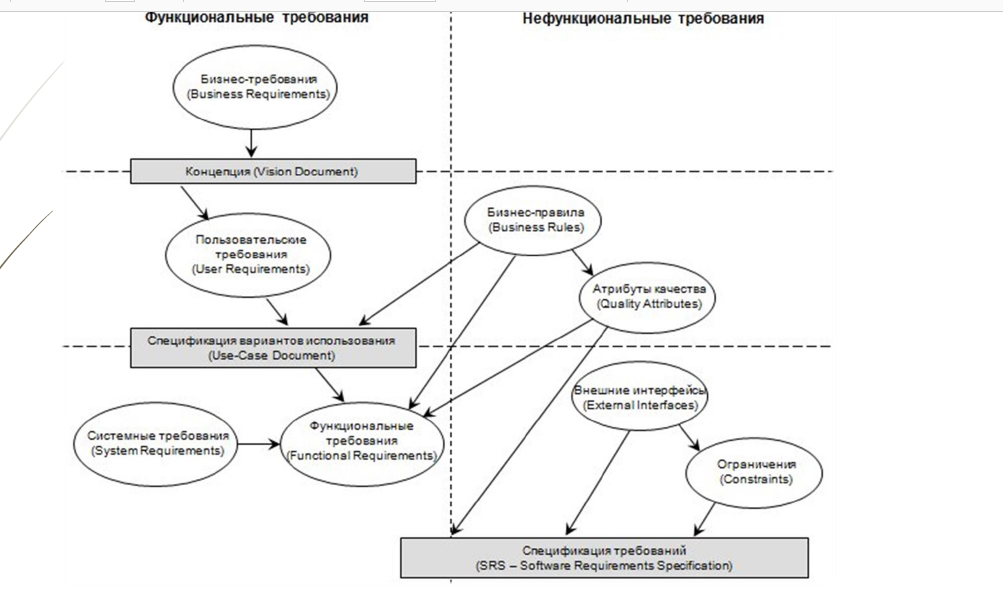 Функциональные требования
Нефункциональные требования
Бизнес-требования
(Business Requirements)
Концепция (Vision Document)
Бизнес-правила
(Business Rules)
Пользовательские
требования
(User Requirements)
Атрибуты качества
(Quality Attributes)
Спецификация вариантов использования
(Use-Case Document)
Внешние интерфейсы
(External Interfaces)
Системные требования
(System Requirements)
Функциональные
требования
(Functional Requirements)
Ограничения
(Constraints)
Спецификация требований
(SRS – Software Requirements Specification)